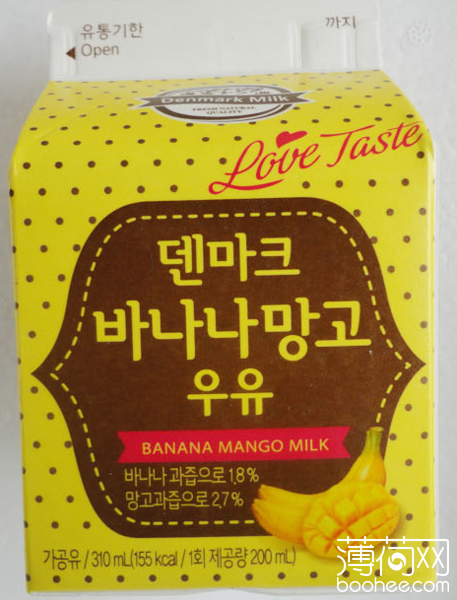 유통기한 까지
◀Open
Denmark Milk
FRESH NATURAL
QUALITY
Love Taste
덴마크
바나나망고
우유
BANANA MANGO MILK
바나나 과즙으로 1.8%
망고과즙으로 2.7%
가공유 / 310 mL(155 kcal / 1회 제공량 200 mL)
薄荷网
boohee.com